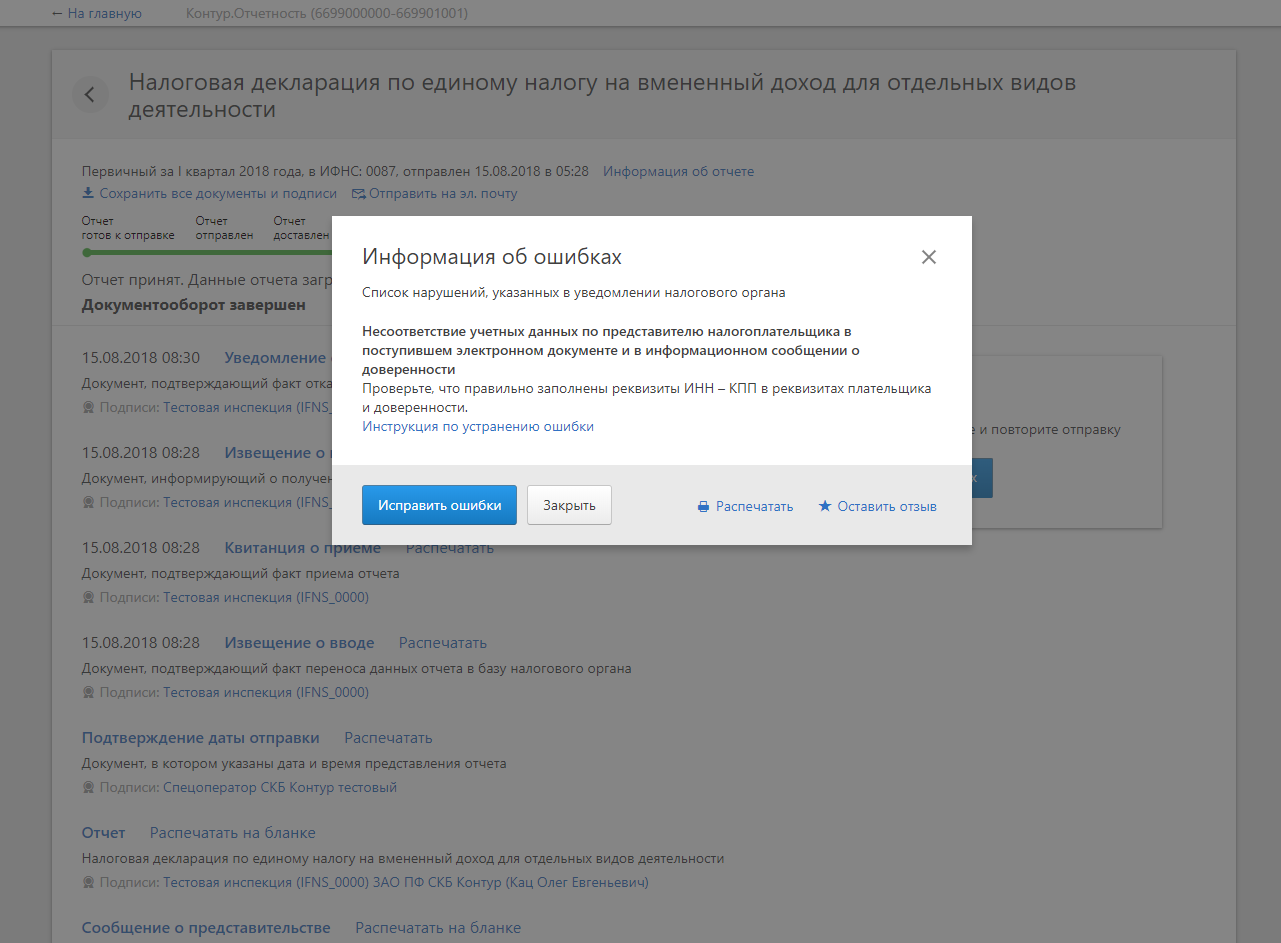 ← На главную Контур.Отчетность (6699000000-669901001)
Налоговая декларация по единому налогу на вмененный доход для отдельных видов
деятельности
Первичный за I квартал 2018 года, в ИФНС: 0087, отправлен 15.08.2018 в 05:28 Информация об отчете
Сохранить все документы и подписи Отправить на эл. почту
Отчет
готов к отправке
Отчет
отправлен
Отчет
доставлен
Отчет принят. Данные отчета
Документооборот завершен
Информация об ошибках
Список нарушений, указанных в уведомлении налогового органа
Несоответствие учетных данных по представителю налогоплательщика в
поступившем электронном документе и в информационном сообщении о
доверенности
Проверьте, что правильно заполнены реквизиты ИНН – КПП в реквизитах плательщика
и доверенности.
Инструкция по устранению ошибки
Исправить ошибки Закрыть Распечатать Оставить отзыв
15.08.2018 08:30 Уведомление
Документ, подтверждающий факт
Подписи: Тестовая инспекция (IFNS_
е и повторите отправку
15.08.2018 08:28 Извещение о
Документ, информирующий о
Подписи: Тестовая инспекция (IFNS_
15.08.2018 08:28 Квитанция о приеме Распечатать
Документ, подтверждающий факт приема отчета
Подписи: Тестовая инспекция (IFNS_0000)
15.08.2018 08:28 Извещение о вводе Распечатать
Документ, подтверждающий факт переноса данных отчета в базу налогового органа
Подписи: Тестовая инспекция (IFNS_0000)
Подтверждение даты отправки Распечатать
Документ, в котором указаны дата и время представления отчета
Подписи: Спецоператор СКБ Контур тестовый
Отчет Распечатать на бланке
Налоговая декларация по единому налогу на вмененный доход для отдельных видов деятельности
Подписи: Тестовая инспекция (IFNS_0000) ЗАО ПФ СКБ Контур (Кац Олег Евгеньевич)
Сообщение о представительстве Распечатать на бланке